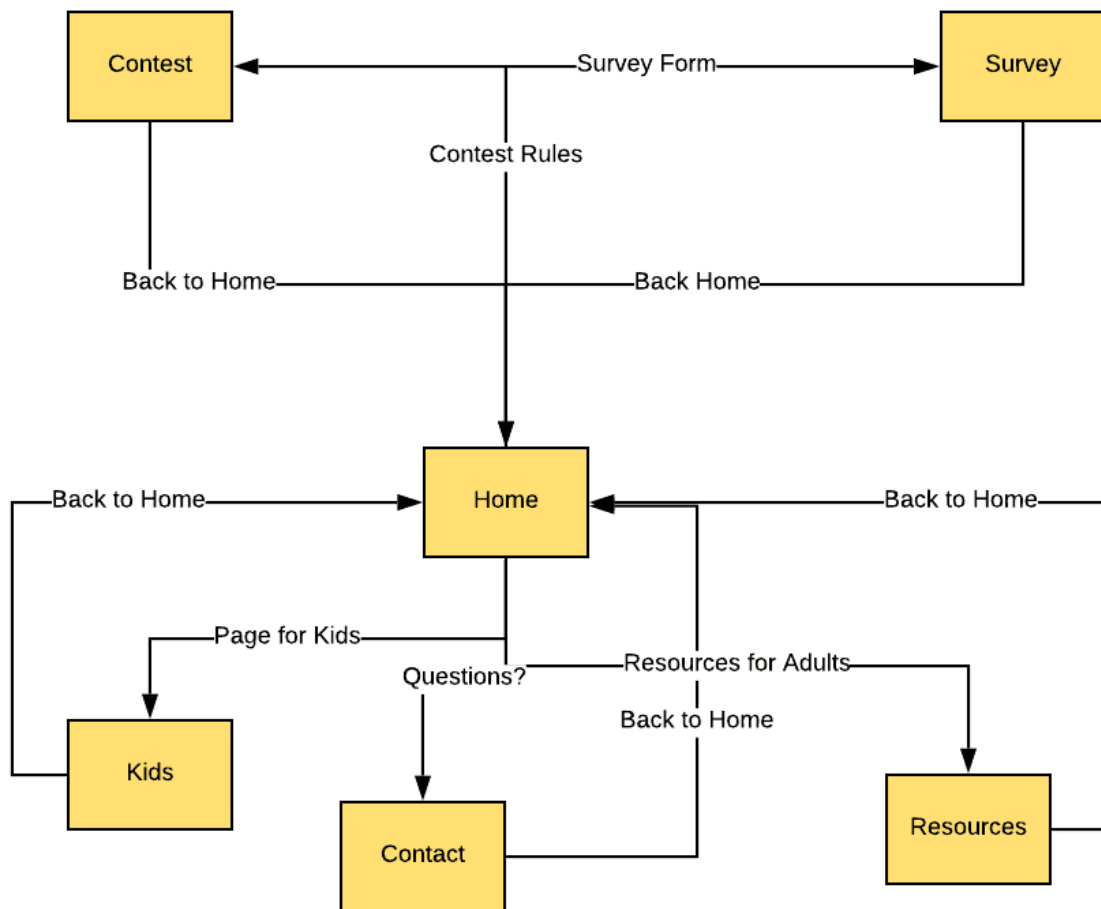 Contest
Survey Form
Survey
Contest Rules
Back to Home
Back Home
Back to Home
Home
Back to Home
Page for Kids
Questions?
Resources for Adults
Back to Home
Kids
Contact
Resources